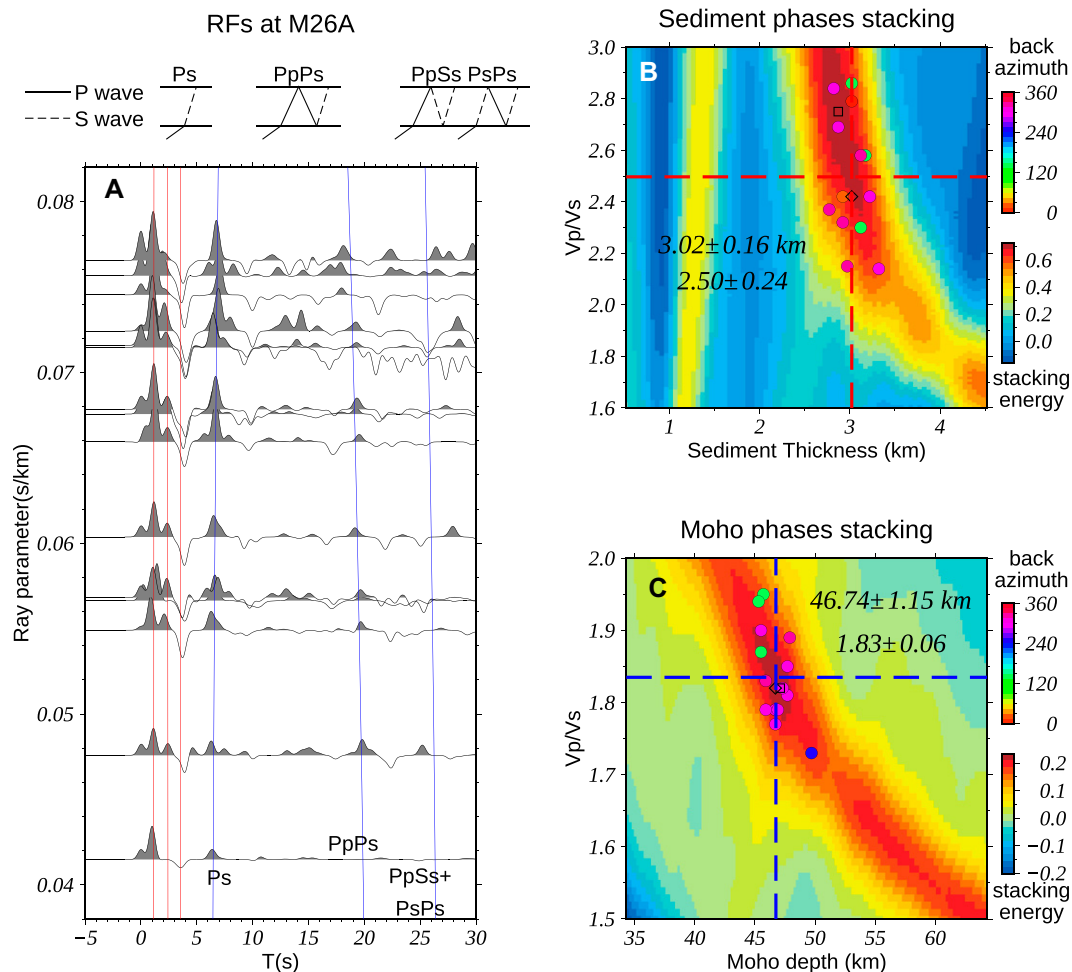 RFs at M26A
P wave
S wave
Ps
PpPs
PpSs PsPs
A
Ray parameter(s/km)
0.08
0.07
0.06
0.05
0.04
PpPs
Ps
PpSs+
PsPs
−5 0 5 10 15 20 25 30
T(s)
Sediment phases stacking
B
Vp/Vs
3.0
2.8
2.6
2.4
2.2
2.0
1.8
1.6
3.02±0.16 km
2.50±0.24
1 2 3 4
Sediment Thickness (km)
back
azimuth
360
240
120
0
0.6
0.4
0.2
0.0
stacking
energy
Moho phases stacking
C
Vp/Vs
2.0
1.9
1.8
1.7
1.6
1.5
46.74±1.15 km
1.83±0.06
35 40 45 50 55 60
Moho depth (km)
back
azimuth
360
240
120
0
0.2
0.1
0.0
−0.1
−0.2
stacking
energy